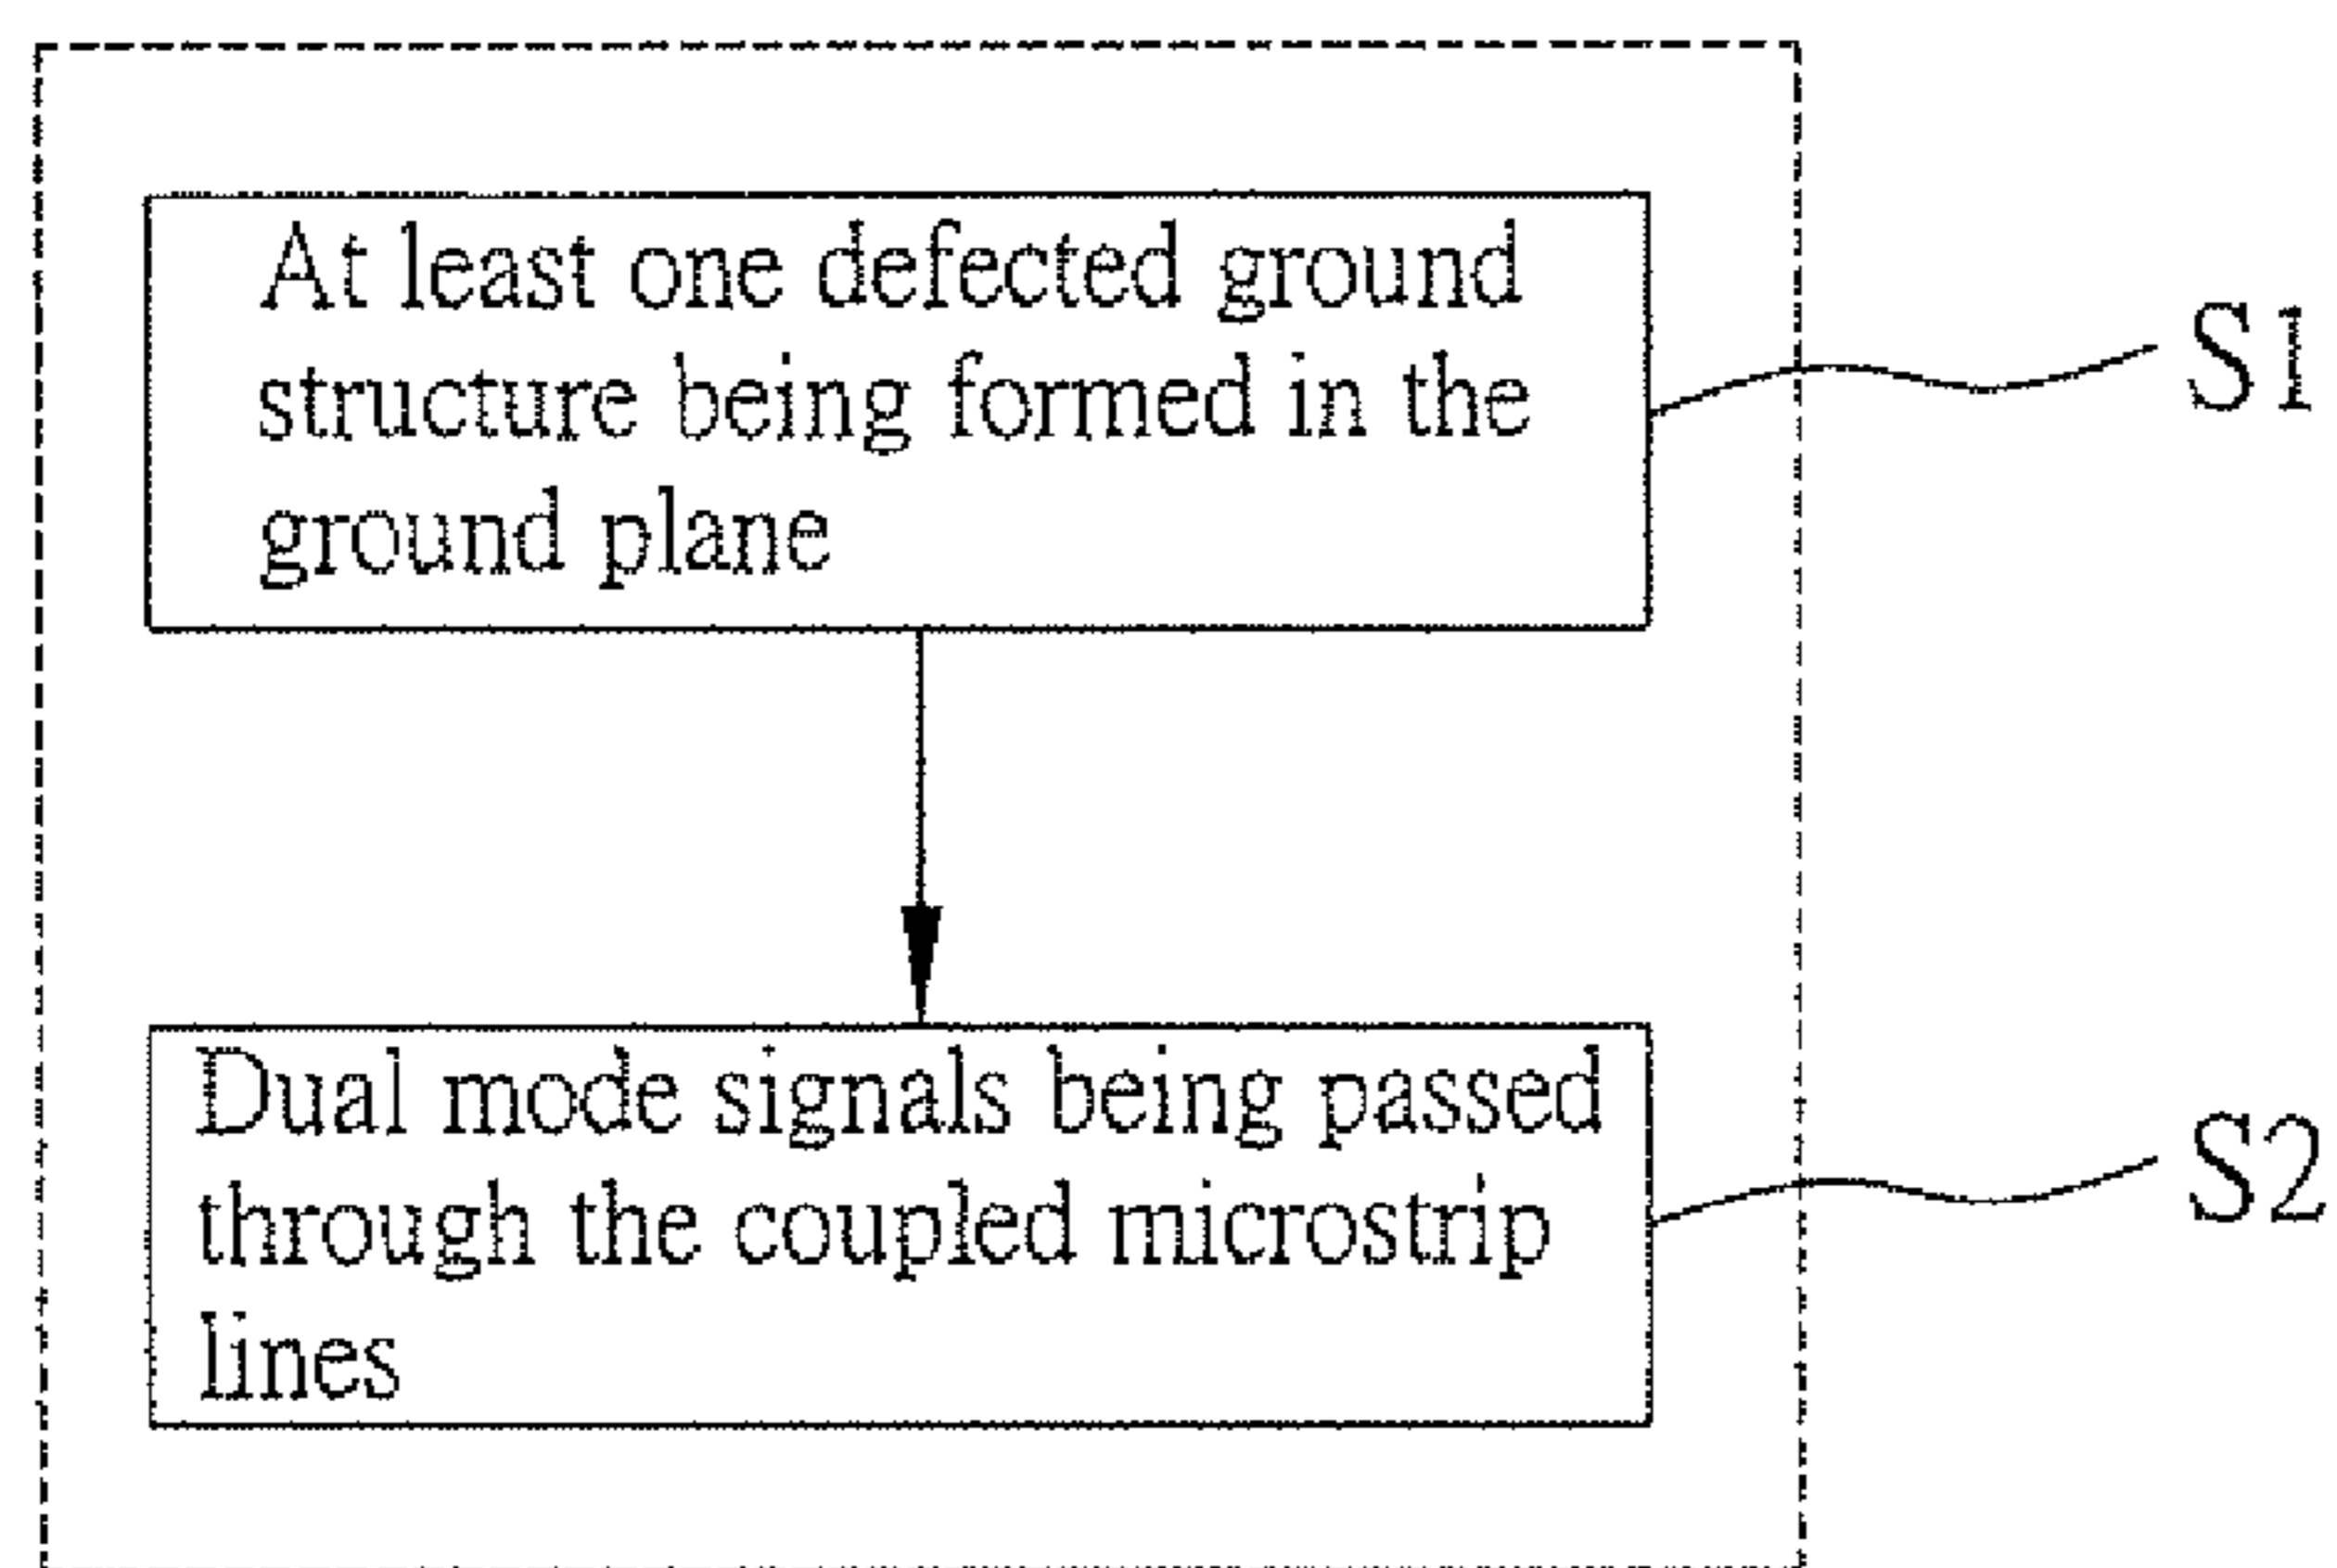 At least one defected ground
structure being formed in the
ground plane
S1
Dual mode signals being passed
through the coupled microstrip
lines
S2